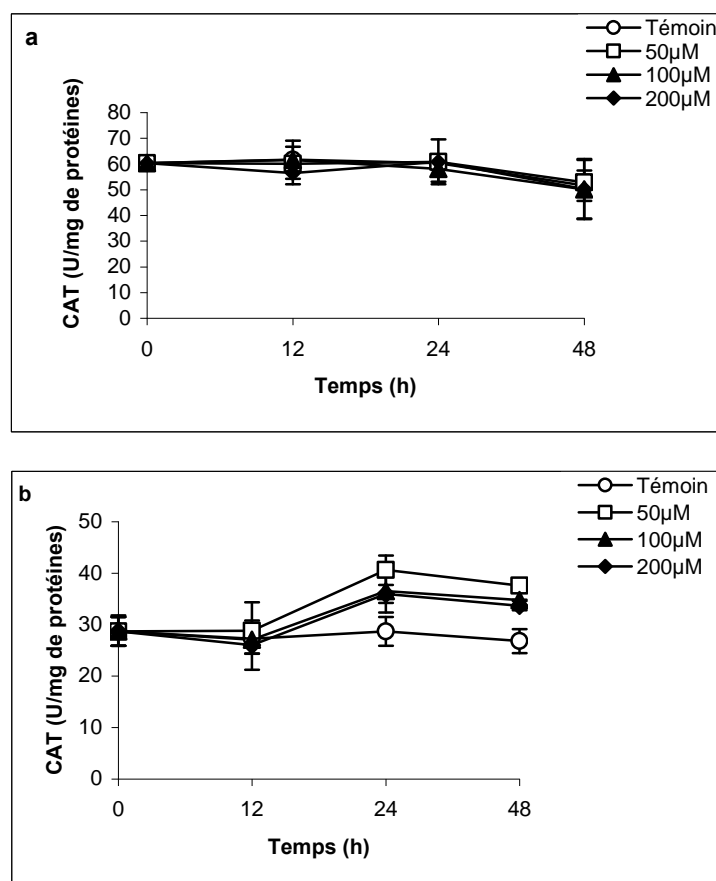 a
Témoin
50µM
100µM
200µM
CAT (U/mg de protéines)
80
70
60
50
40
30
20
10
0
0 12 24 48
Temps (h)
b
Témoin
50µM
100µM
200µM
CAT (U/mg de protéines)
50
40
30
20
10
0
0 12 24 48
Temps (h)